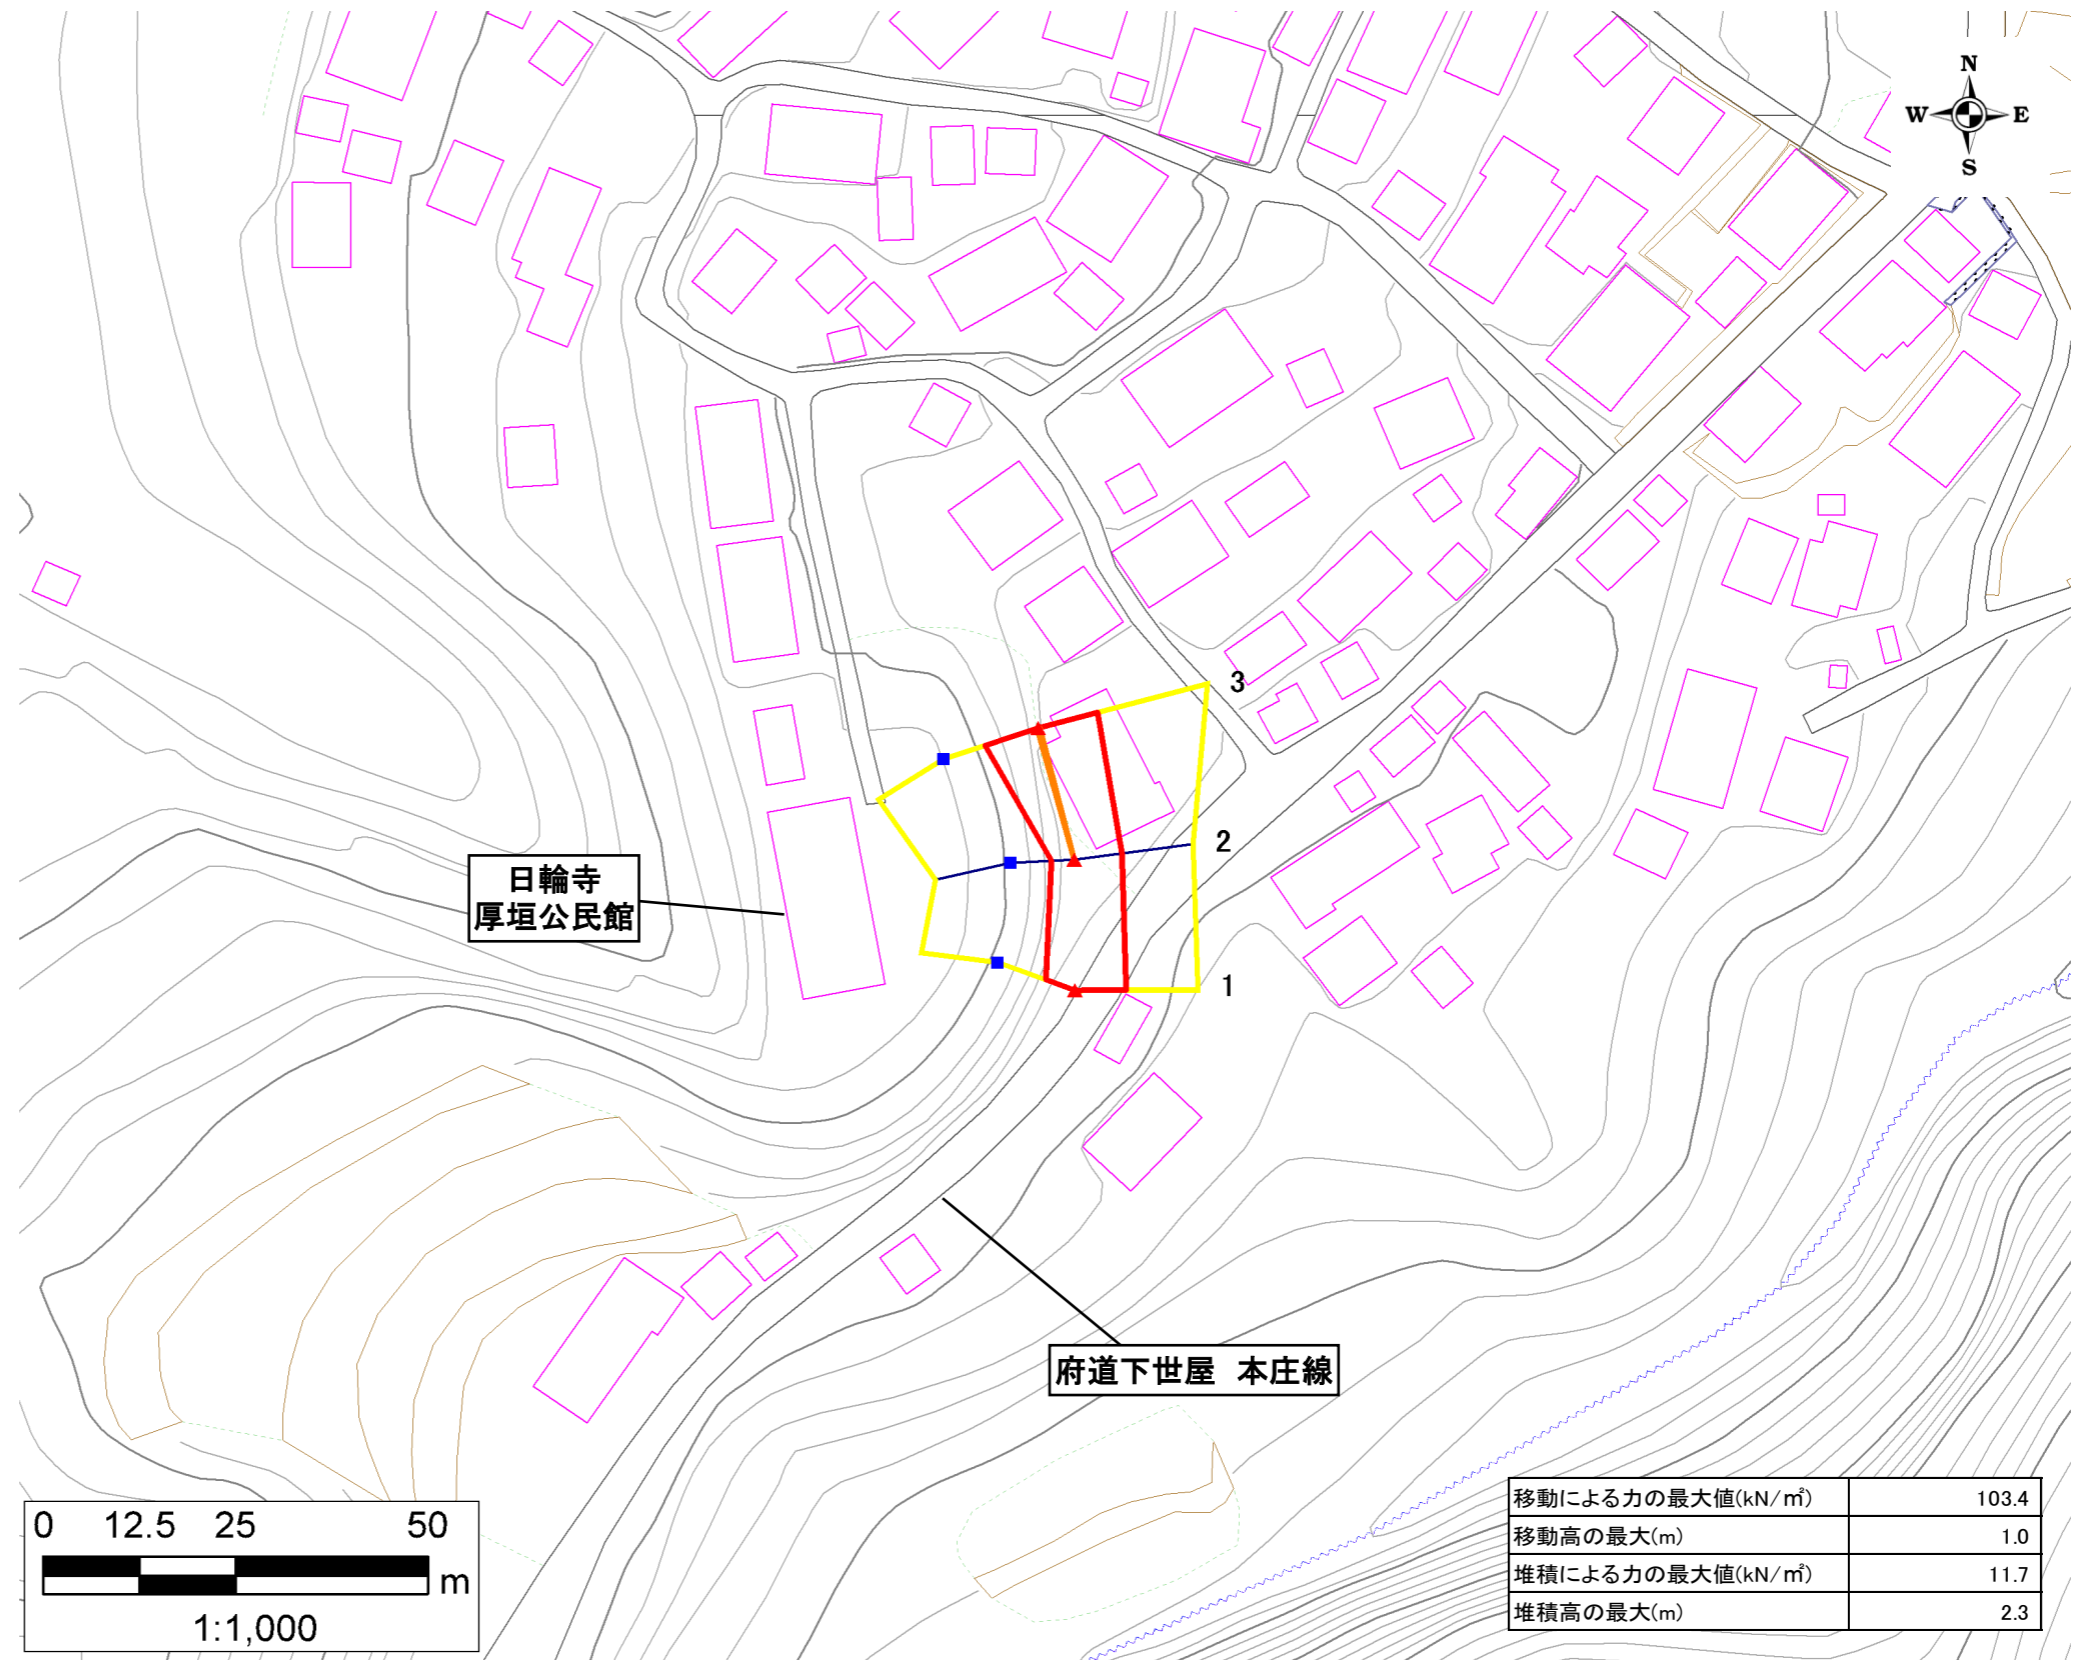 N
W E
S
3
2
日輪寺
厚垣公民館
1
府道下世屋 本庄線
0 12.5 25 50
m
1:1,000
移動による力の最大値(kN/㎡) 103.4
移動高の最大(m) 1.0
堆積による力の最大値(kN/㎡) 11.7
堆積高の最大(m) 2.3